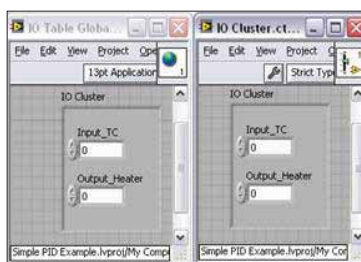 IO Table Globa...
File Edit View Project Ope
13pt Application
1
IO Cluster
Input_TC
0
Output_Heater
0
Simple PID Example.lvproj/My Comp
IO Cluster.ct...
File Edit View Project O
Strict Type
IO Cluster
Input_TC
0
Output_Heater
0
Simple PID Example.lvproj/My Cor